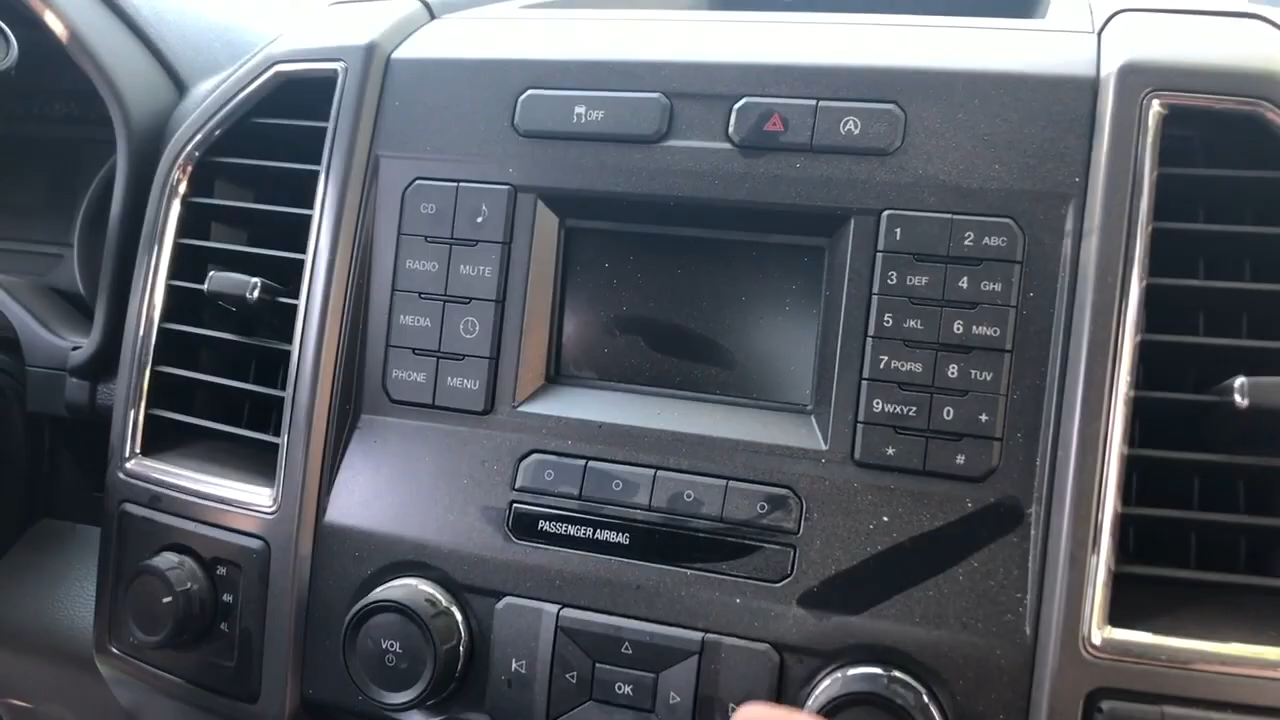 OFF
OFF
CD
RADIO MUTE
MEDIA
PHONE MENU
1 2 ABC
3 DEF 4 GHI
5 JKL 6 MNO
7 PQRS 8 TUV
9 WXYZ 0 +
* #
PASSENGER AIRBAG
2H
4H
4L
VOL
OK